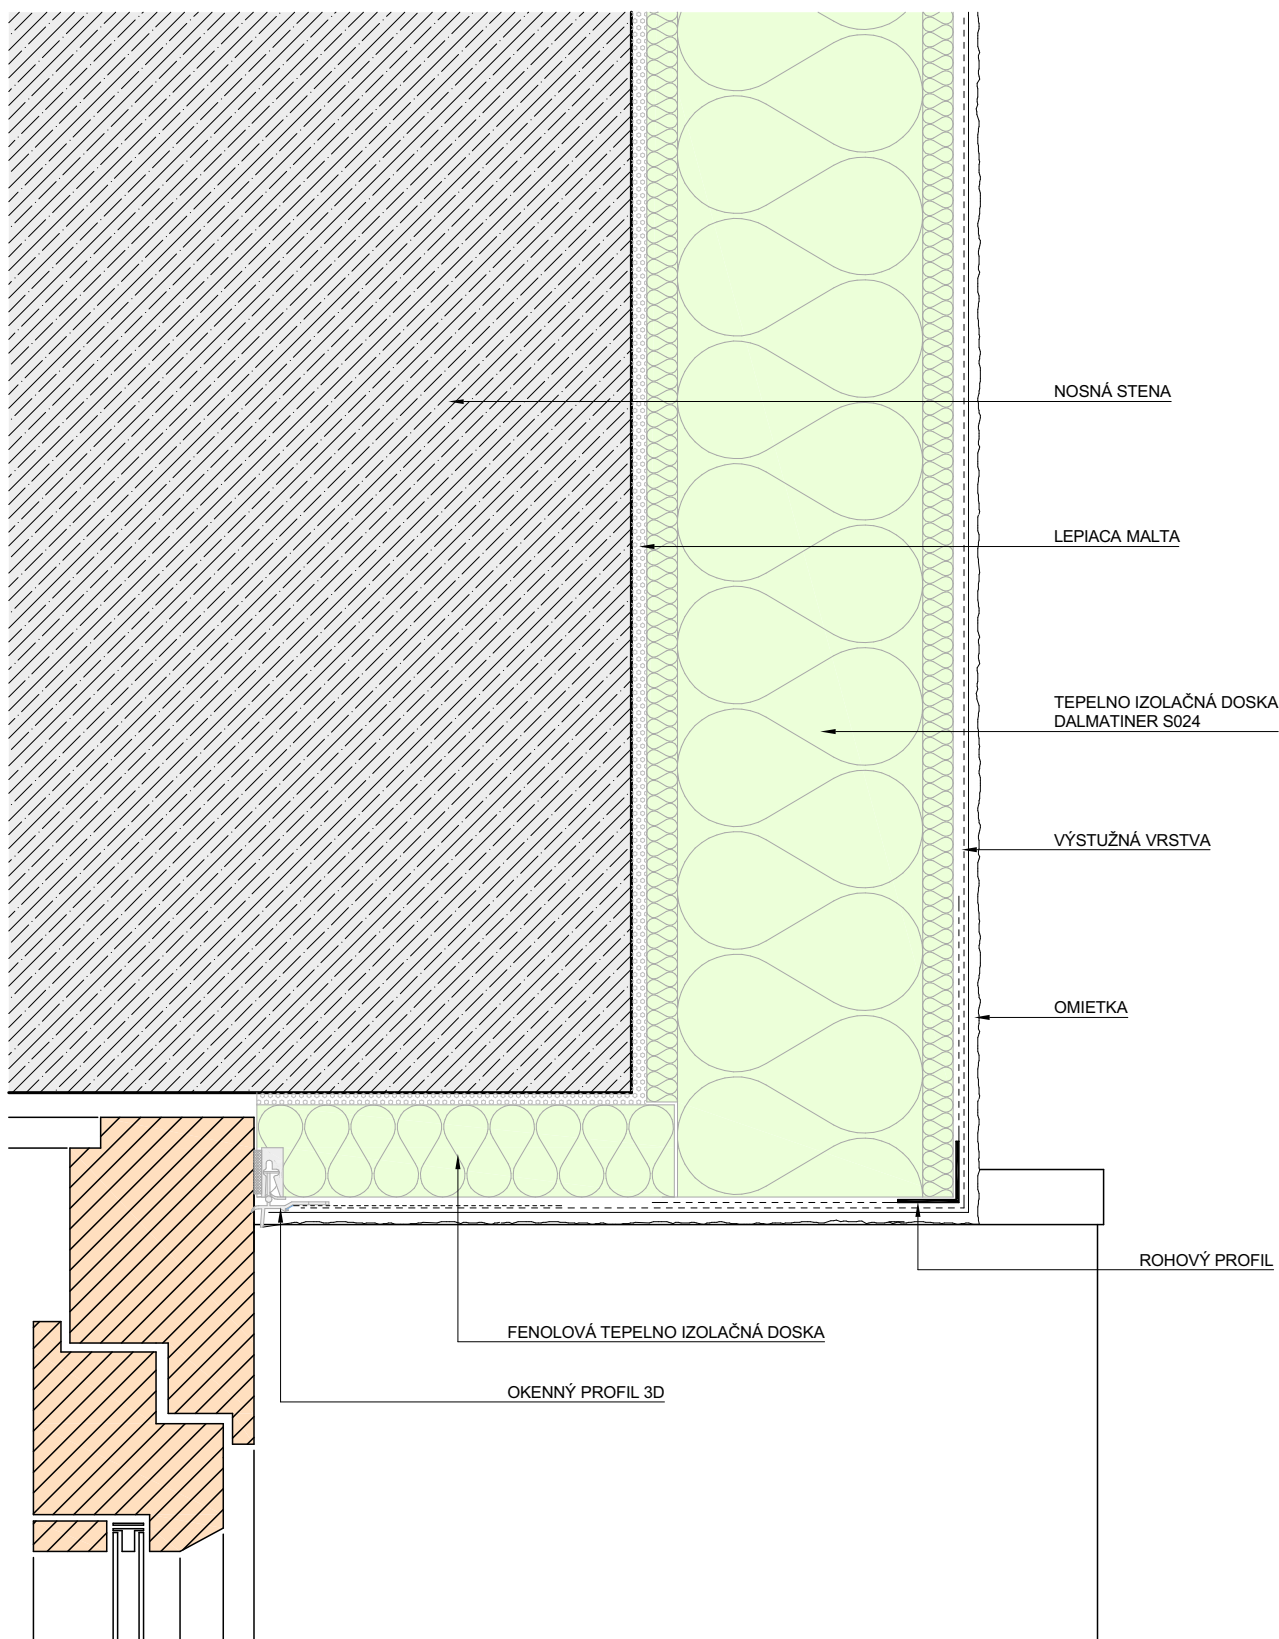 NOSNÁ STENA
LEPIACA MALTA
TEPELNO IZOLAČNÁ DOSKA
DALMATINER S024
VÝSTUŽNÁ VRSTVA
OMIETKA
ROHOVÝ PROFIL
FENOLOVÁ TEPELNO IZOLAČNÁ DOSKA
OKENNÝ PROFIL 3D